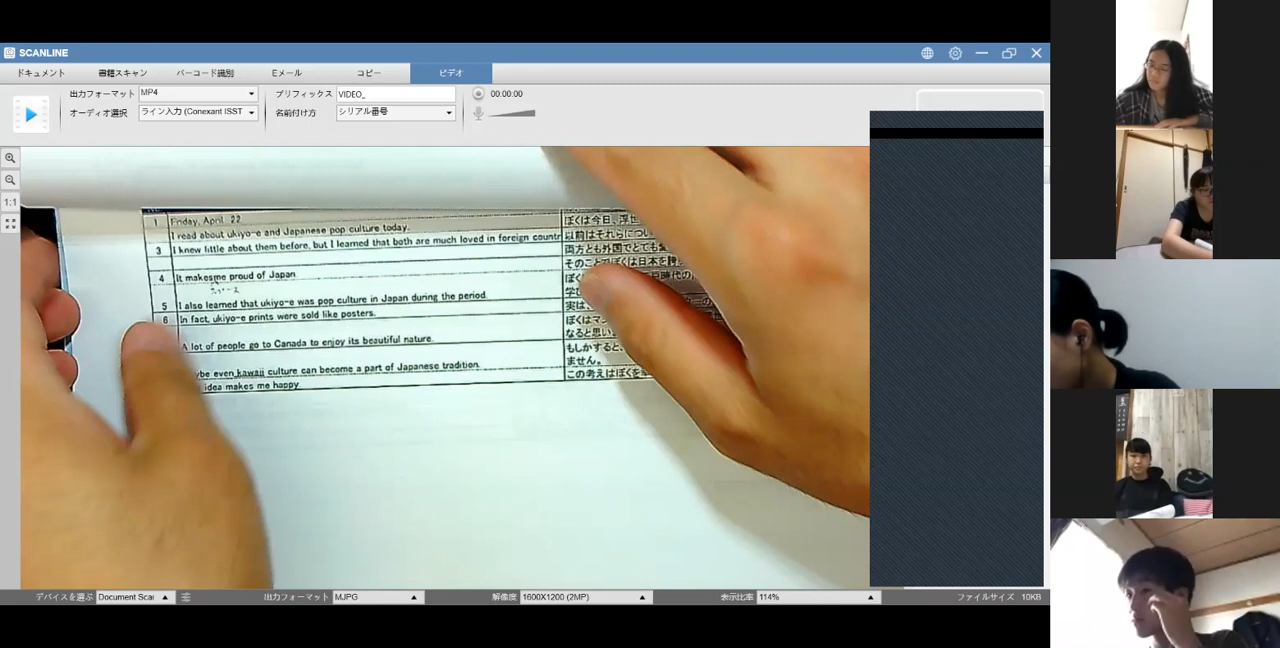 SCANLINE
ドキュメント 書籍スキャン バーコード識別 Eメール コピー ビデオ
出力フォーマット MP4 プリフィックス VIDEO_ 00:00:00
オーディオ選択 ライン入力 (Conexant ISST 名前付け方 シリアル番号
1:1
1 Friday, April 22 ぼくは今日、浮世
I read about ukiyo-e and Japanese pop culture today.
3 I knew little about them before, but I learned that both are much loved in foreign countr 以前はそれらについ
両方とも外国でとても
4 It makes me proud of Japan そのことでぼくは日本を誇
5 I also learned that ukiyo-e was pop culture in Japan during the period. 学び
6 In fact, ukiyo-e prints were sold like posters. 実は、
ぼくはマン
A lot of people go to Canada to enjoy its beautiful nature. なると思い
もしかすると、
ybe even kawaii culture can become a part of Japanese tradition. ません。
idea makes me happy この考えはぼくを
デバイスを選ぶ Document Scan 出力フォーマット MJPG 解像度 1600X1200 (2MP) 表示比率 114% ファイルサイズ 10KB